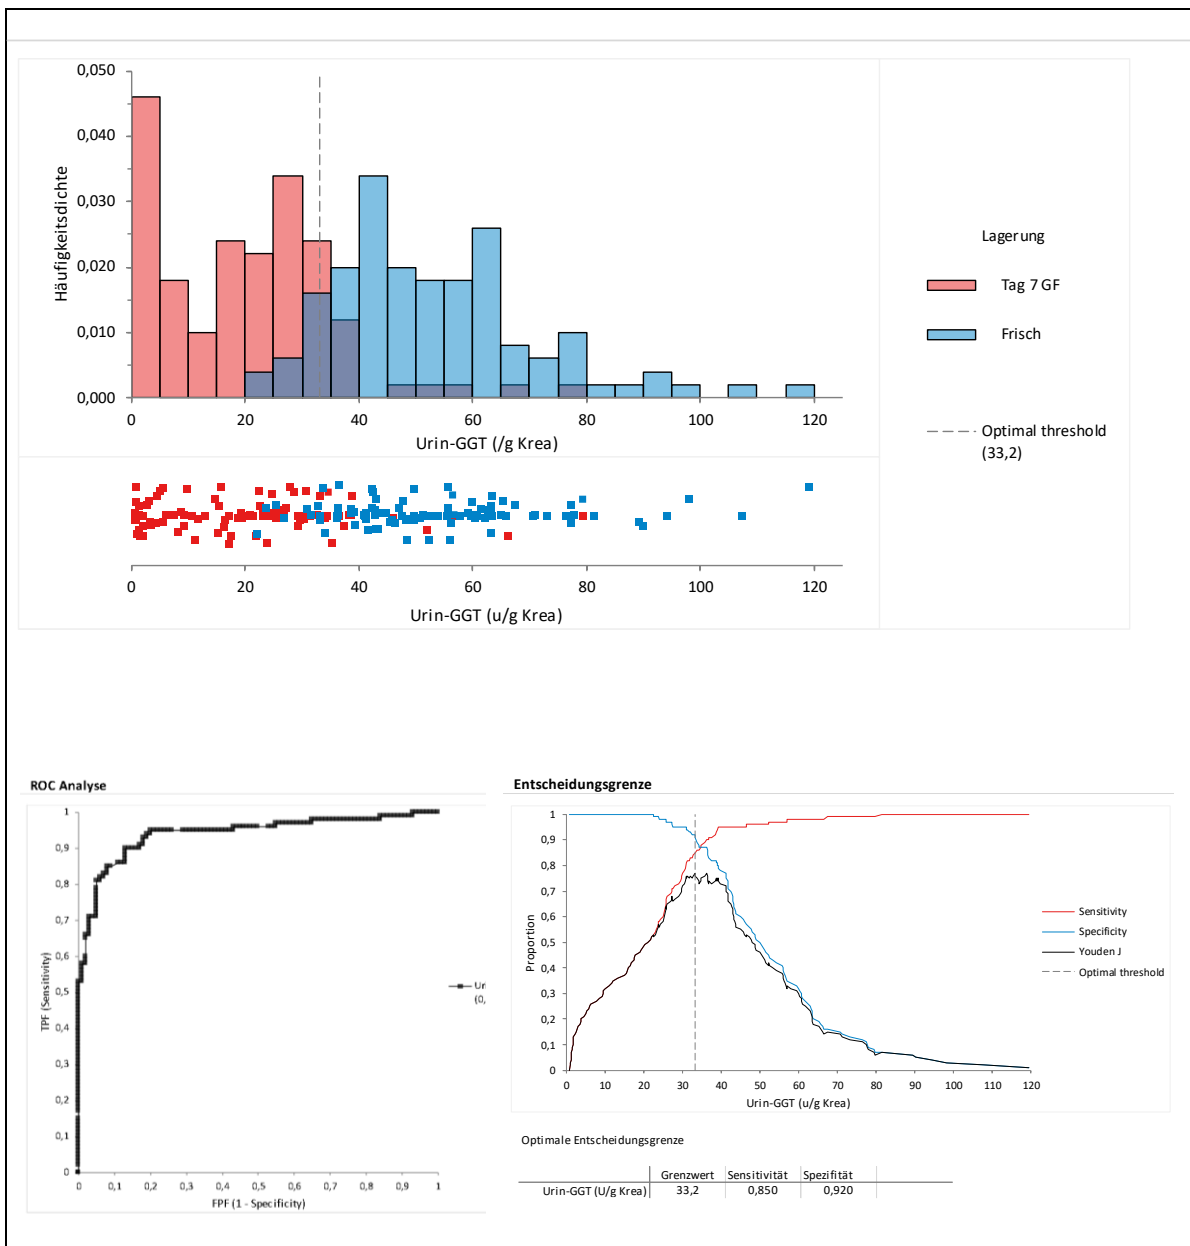 0,050
0,040
0,030
0,020
0,010
0,000
Häufigkeitsdichte
0 20 40 60 80 100 120
Urin-GGT (/g Krea)
Lagerung
Tag 7 GF
Frisch
Optimal threshold
(33,2)
0 20 40 60 80 100 120
Urin-GGT (u/g Krea)
ROC Analyse
1
0,9
0,8
0,7
0,6
0,5
0,4
0,3
0,2
0,1
0
TPF (Sensitivity)
0 0,1 0,2 0,3 0,4 0,5 0,6 0,7 0,8 0,9 1
FPF (1 - Specificity)
(0,
Entscheidungsgrenze
1
0,9
0,8
0,7
0,6
0,5
0,4
0,3
0,2
0,1
0
Proportion
0 10 20 30 40 50 60 70 80 90 100 110 120
Urin-GGT (u/g Krea)
Sensitivity
Specificity
Youden J
Optimal threshold
Optimale Entscheidungsgrenze
Grenzwert Sensitivität Spezifität
Urin-GGT (U/g Krea) 33,2 0,850 0,920